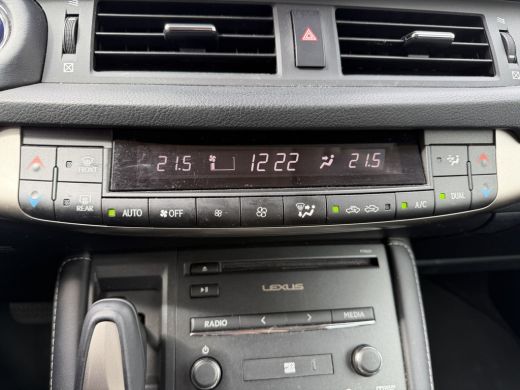 21.5 12:22 21.5
FRONT
REAR AUTO OFF A/C DUAL
LEXUS
RADIO MEDIA